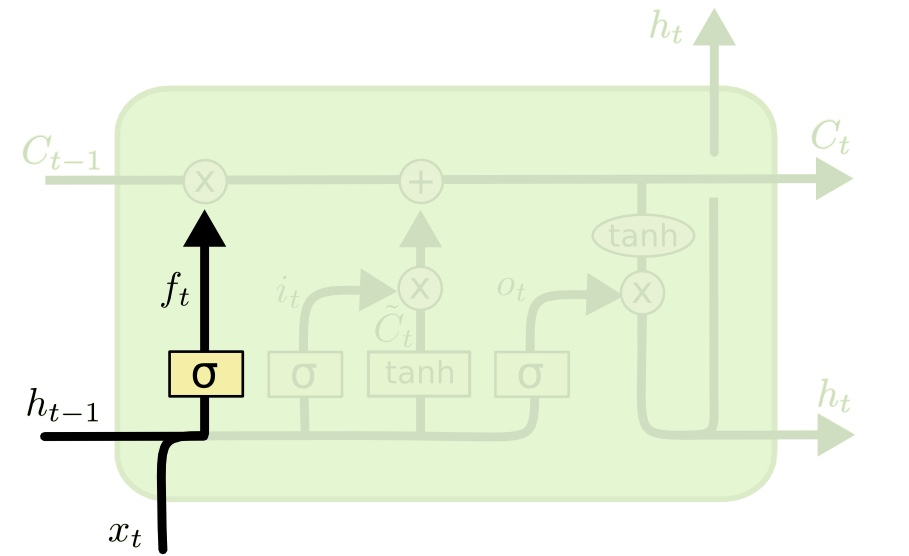 h_t
C_{t-1} C_t
x + 
tanh
f_t i_t x o_t x
C̃_t
σ σ tanh σ
h_{t-1} h_t
x_t